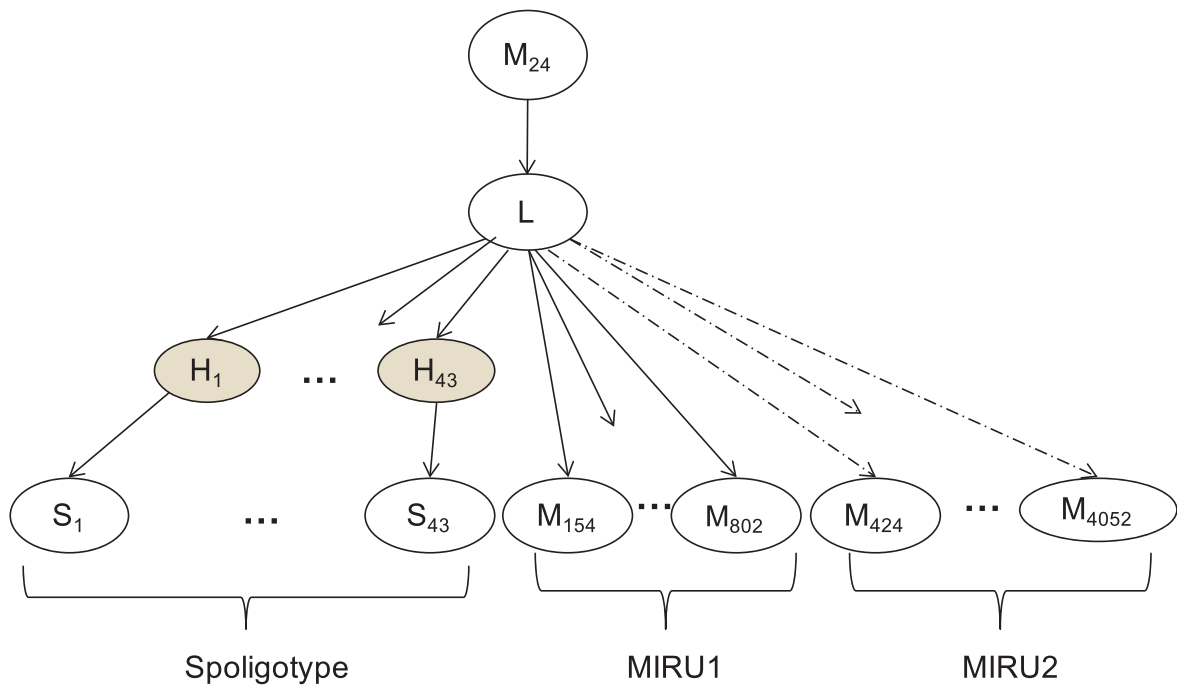 M24
L
H1 ... H43
S1 ... S43 M154 ... M802 M424 ... M4052
Spoligotype MIRU1 MIRU2